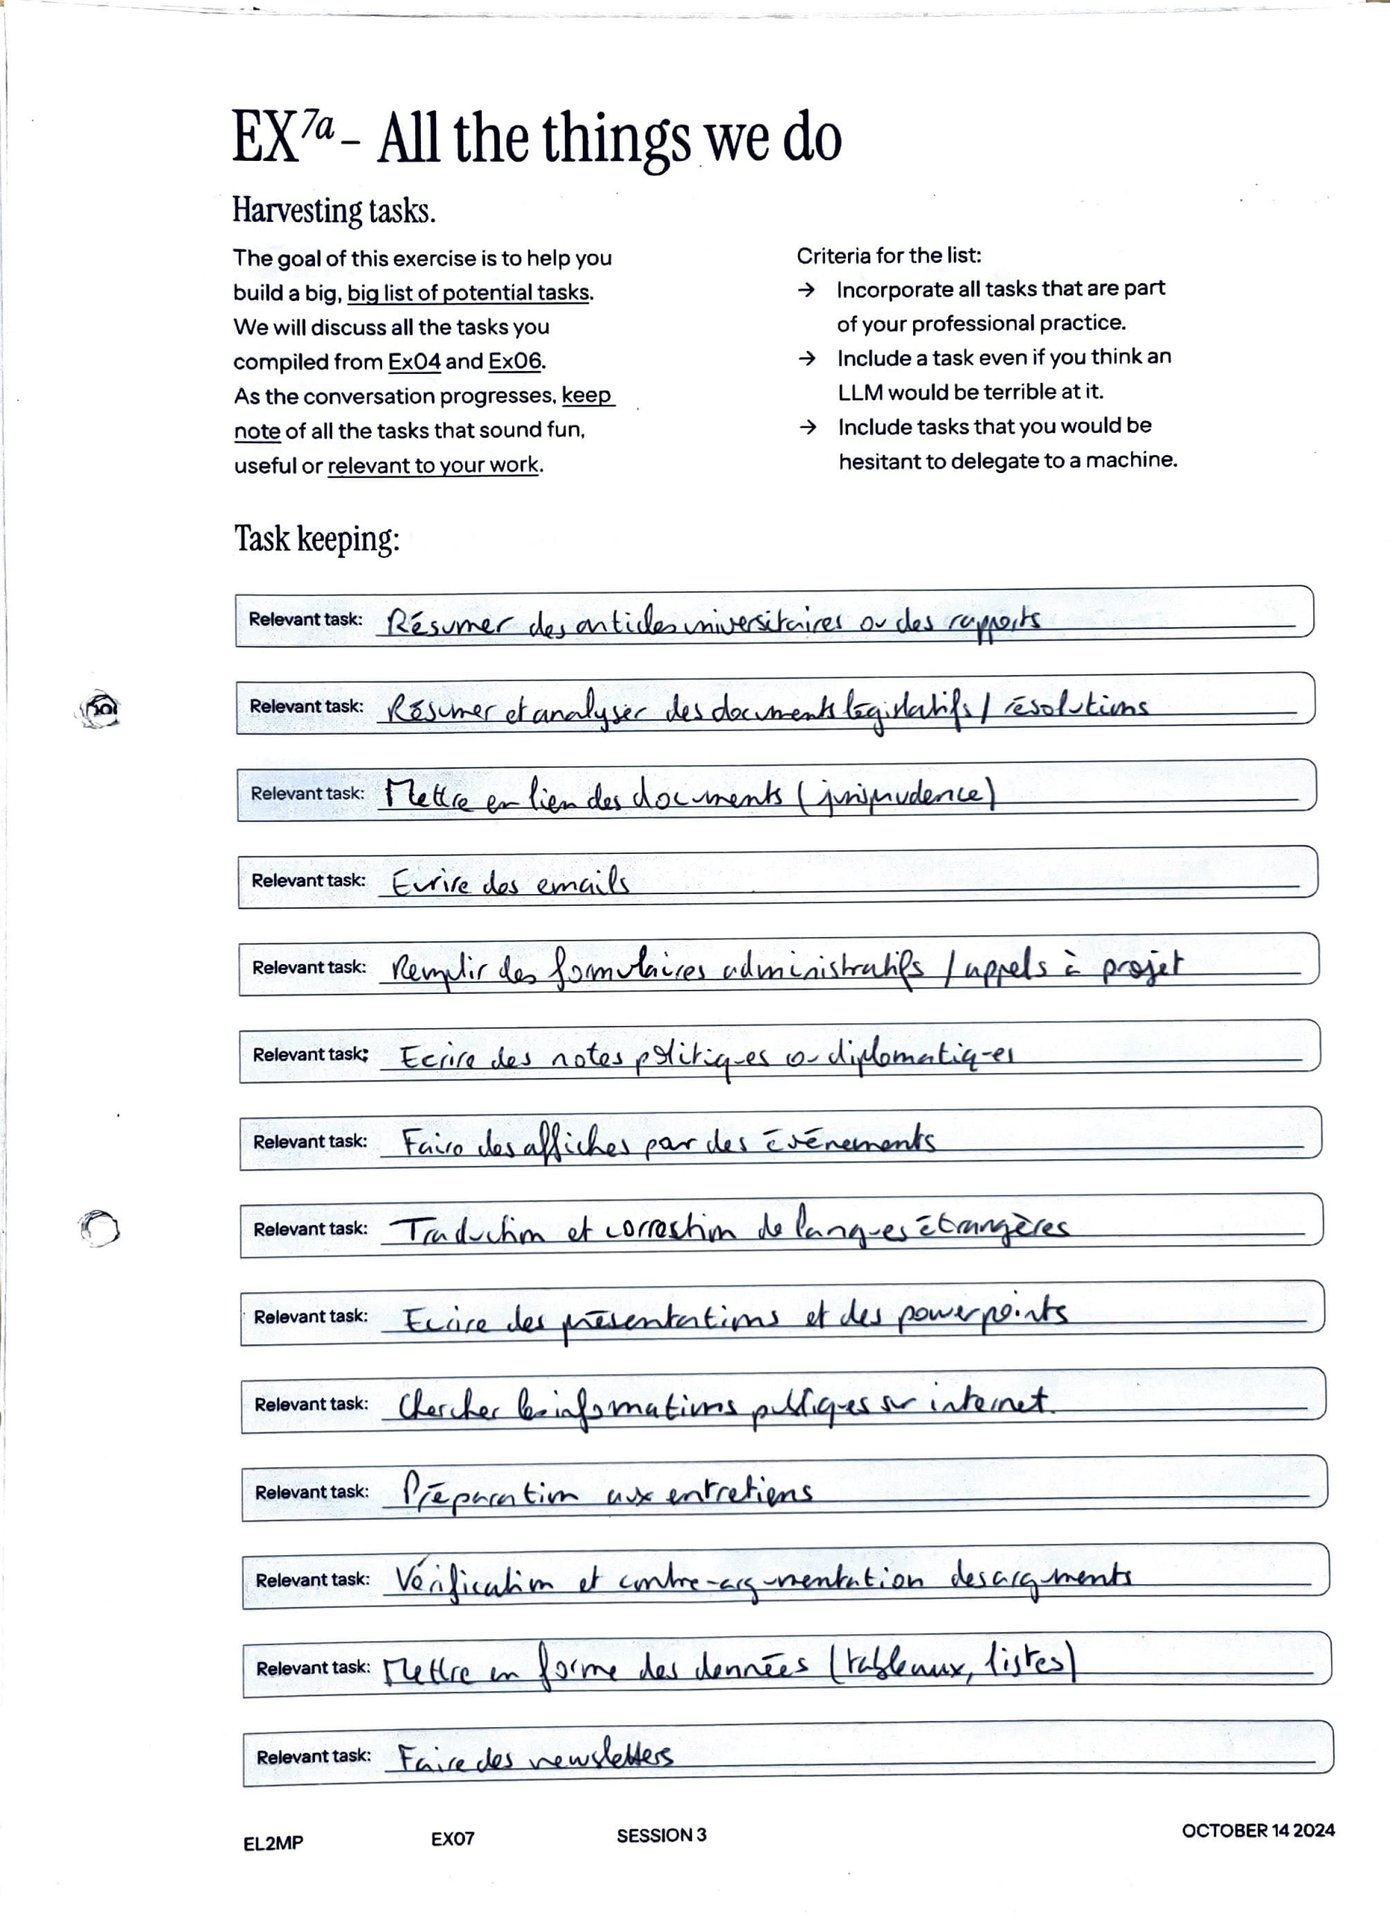 EX7a – All the things we do
Harvesting tasks.
The goal of this exercise is to help you
build a big, big list of potential tasks.
We will discuss all the tasks you
compiled from Ex04 and Ex06.
As the conversation progresses, keep
note of all the tasks that sound fun,
useful or relevant to your work.
Criteria for the list:
→ Incorporate all tasks that are part
of your professional practice.
→ Include a task even if you think an
LLM would be terrible at it.
→ Include tasks that you would be
hesitant to delegate to a machine.
Task keeping:
Relevant task: Résumer des articles universitaires ou des rapports
Relevant task: Résumer et analyser des documents législatifs / résolutions
Relevant task: Mettre en lien des documents (jurisprudence)
Relevant task: Ecrire des emails
Relevant task: Remplir des formulaires administratifs / appels à projet
Relevant task: Ecrire des notes politiques ou diplomatiques
Relevant task: Faire des affiches par des événements
Relevant task: Traduction et correction de langues étrangères
Relevant task: Ecrire des présentations et des powerpoints
Relevant task: Chercher les informations publiques sur internet.
Relevant task: Préparation aux entretiens
Relevant task: Vérification et contre-argumentation des arguments
Relevant task: Mettre en forme des données (tableaux, listes)
Relevant task: Faire des newsletters
EL2MP EX07 SESSION 3 OCTOBER 14 2024